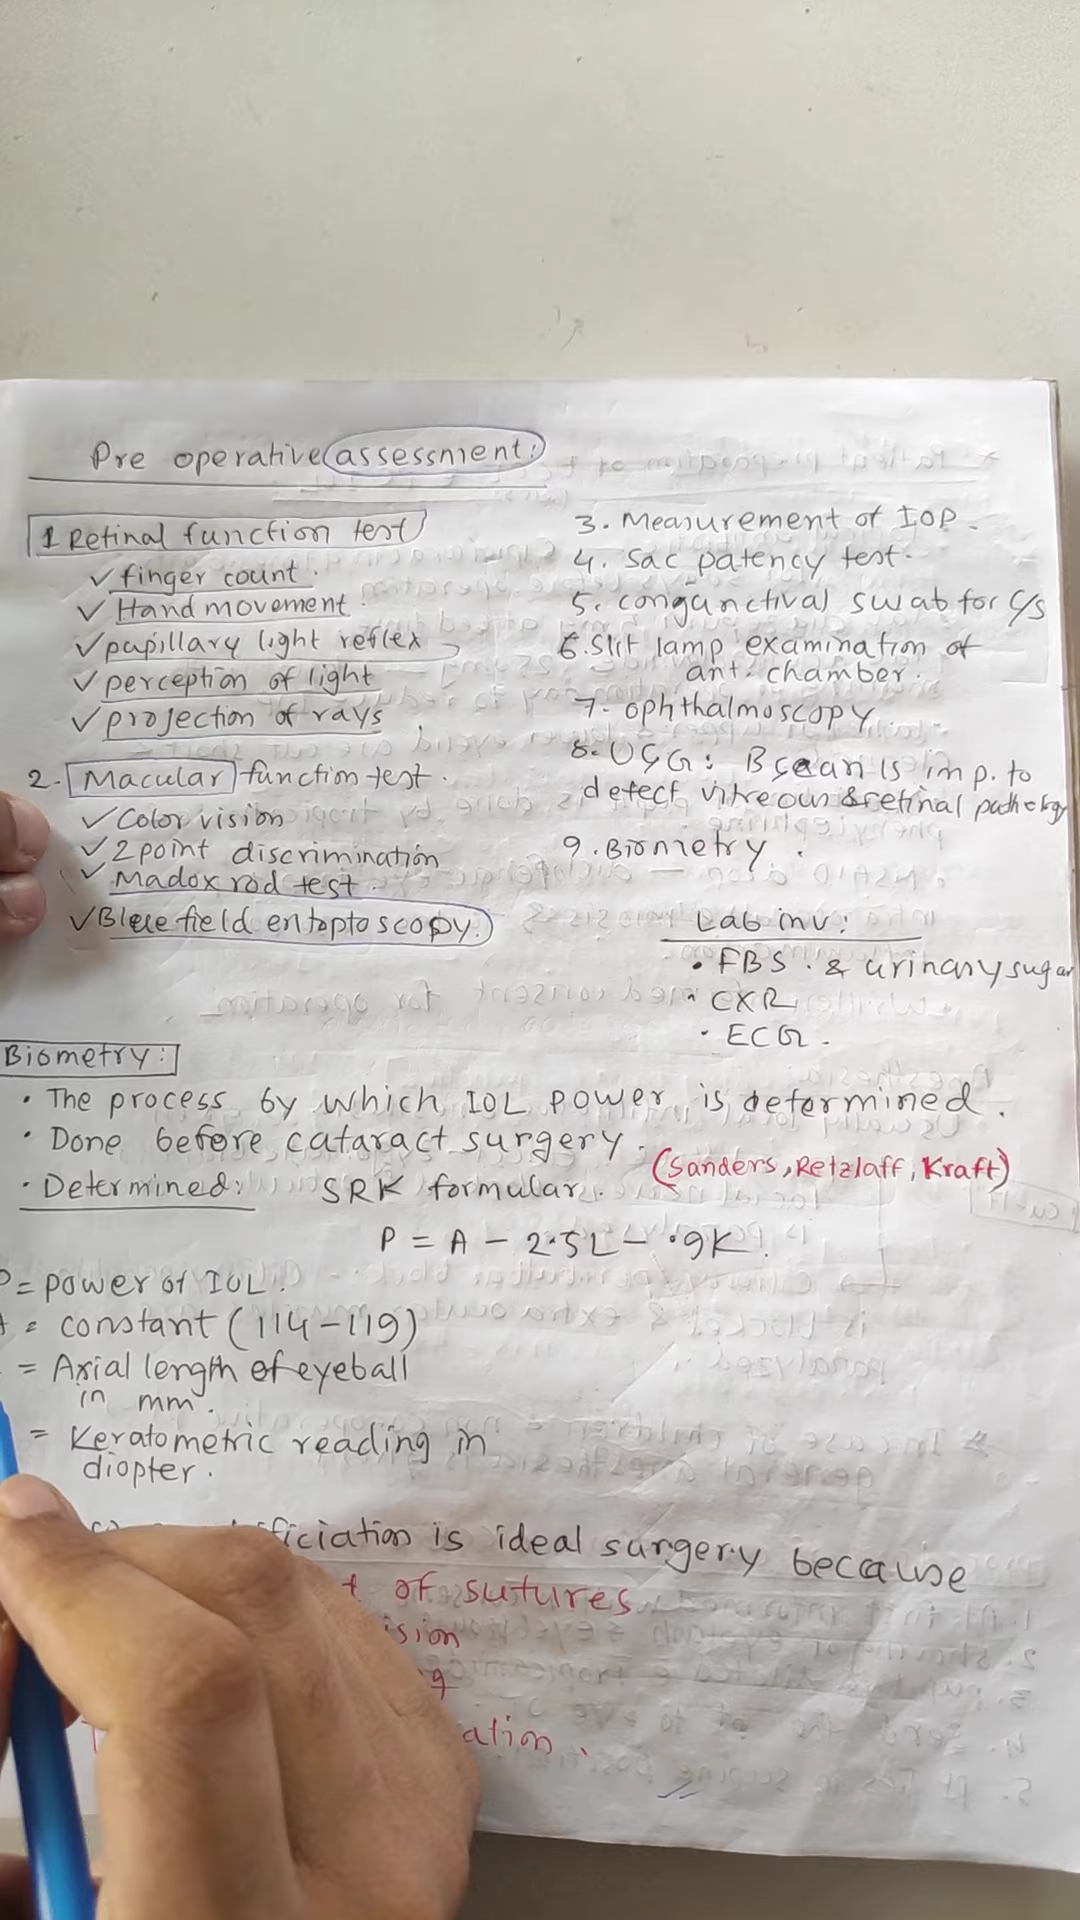 Pre operative assessment:
1 Retinal function test
✓ finger count.
✓ Hand movement.
✓ pupillary light reflex
✓ perception of light
✓ projection of rays
2. Macular function test.
✓ Color vision
✓ 2 point discrimination
✓ Madox rod test.
✓ Blue field entoptoscopy.
3. Measurement of IOP.
4. Sac patency test.
5. congunctival swab for C/S
6. Slit lamp examination of
ant. chamber.
7. ophthalmoscopy
8. USG: B scan is imp. to
detect vitreous & retinal pathology
9. Biometry.
Lab inv:
• FBS. & urinary sugar
• CXR
• ECG.
Biometry:
• The process by which IOL power is determined.
• Done before cataract surgery.
(Sanders, Retzlaff, Kraft)
• Determined: SRK formular.
P = A - 2.5L - .9K.
P = power of IOL.
= constant (114-119)
= Axial length of eyeball
in mm.
= Keratometric reading in
diopter.
is ideal surgery because
of sutures